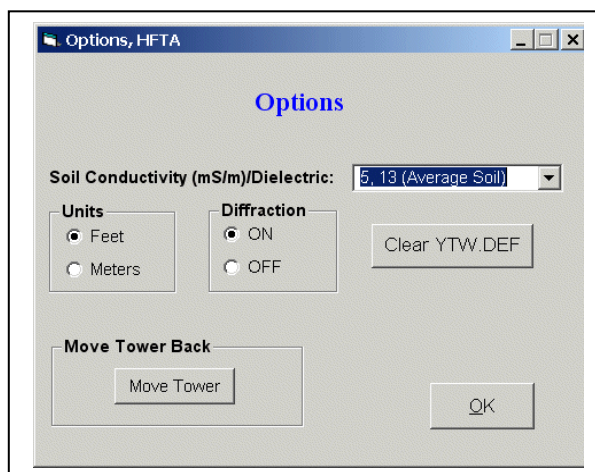 Options, HFTA
Options
Soil Conductivity (mS/m)/Dielectric: 5, 13 (Average Soil)
Units
Feet
Meters
Diffraction
ON
OFF
Clear YTW.DEF
Move Tower Back
Move Tower
OK